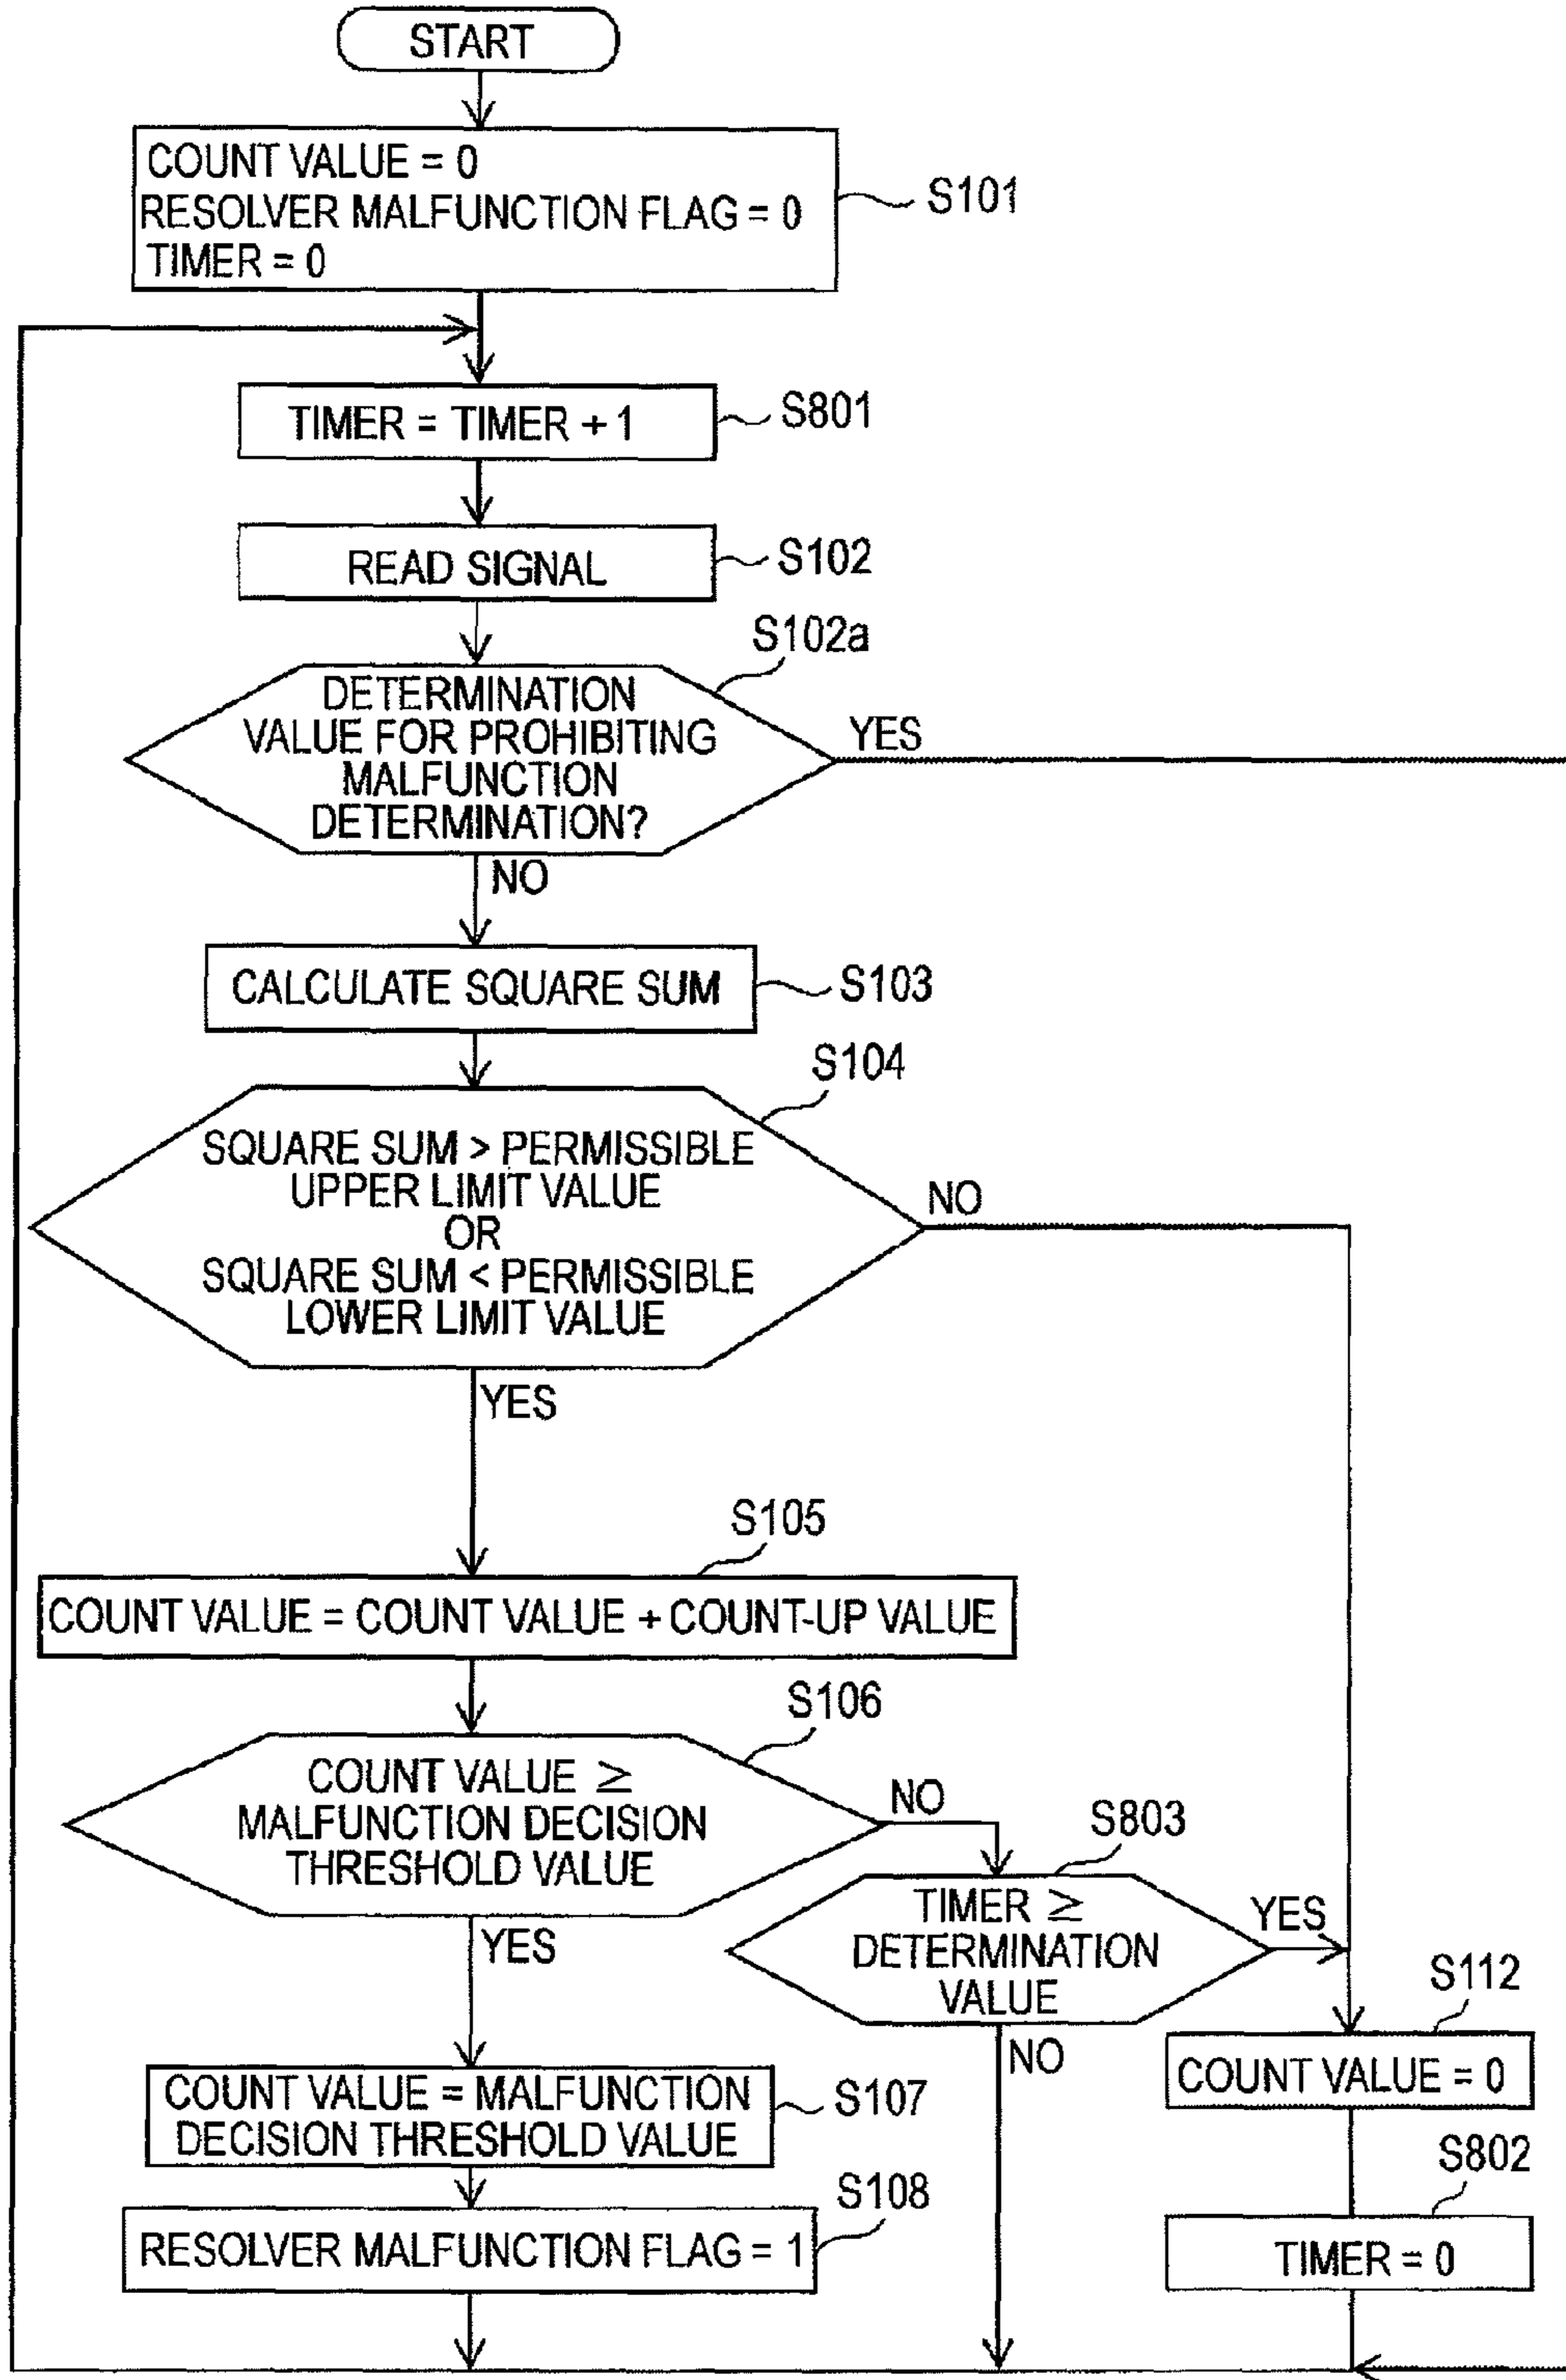 START
COUNT VALUE = 0
RESOLVER MALFUNCTION FLAG = 0
TIMER = 0
S101
TIMER = TIMER + 1
S801
READ SIGNAL
S102
S102a
DETERMINATION
VALUE FOR PROHIBITING
MALFUNCTION
DETERMINATION?
YES
NO
CALCULATE SQUARE SUM
S103
S104
SQUARE SUM > PERMISSIBLE
UPPER LIMIT VALUE
OR
SQUARE SUM < PERMISSIBLE
LOWER LIMIT VALUE
NO
YES
S105
COUNT VALUE = COUNT VALUE + COUNT-UP VALUE
S106
COUNT VALUE ≥
MALFUNCTION DECISION
THRESHOLD VALUE
NO
YES
S803
TIMER ≥
DETERMINATION
VALUE
YES
NO
S112
COUNT VALUE = 0
COUNT VALUE = MALFUNCTION
DECISION THRESHOLD VALUE
S107
S802
TIMER = 0
S108
RESOLVER MALFUNCTION FLAG = 1